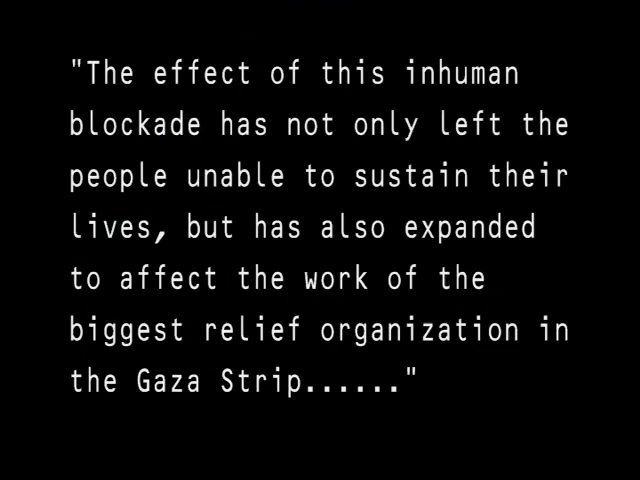 "The effect of this inhuman
blockade has not only left the
people unable to sustain their
lives, but has also expanded
to affect the work of the
biggest relief organization in
the Gaza Strip......"